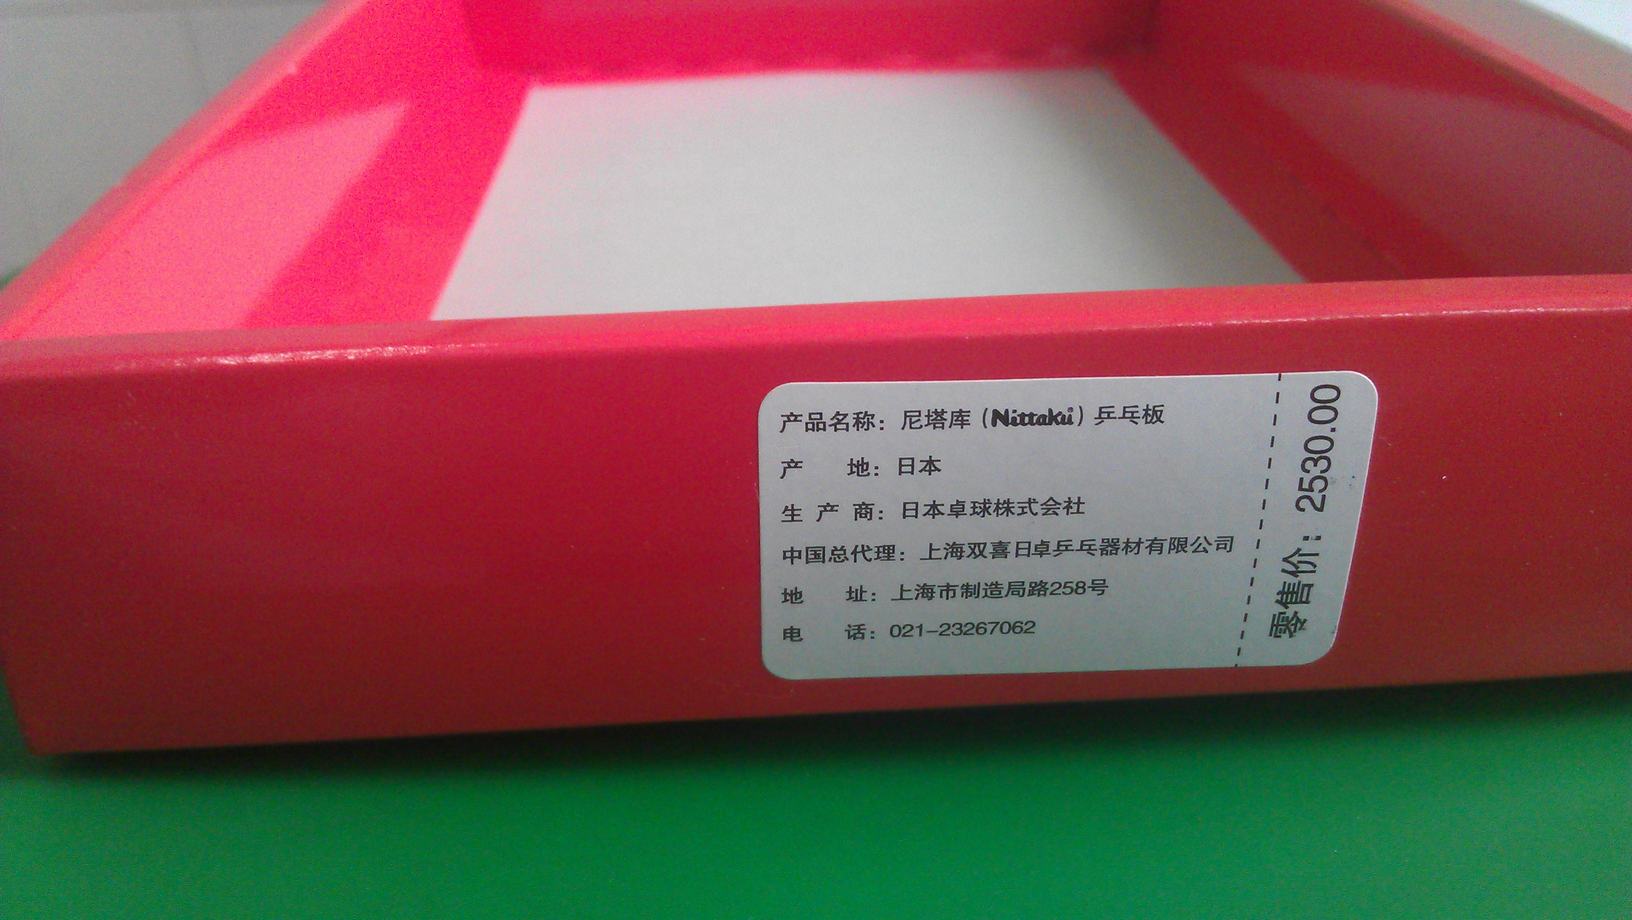 产品名称：尼塔库（Nittaku）乒乓板
产 地：日本
生 产 商：日本卓球株式会社
中国总代理：上海双喜日卓乒乓器材有限公司
地 址：上海市制造局路258号
电 话：021-23267062
零售价：2530.00